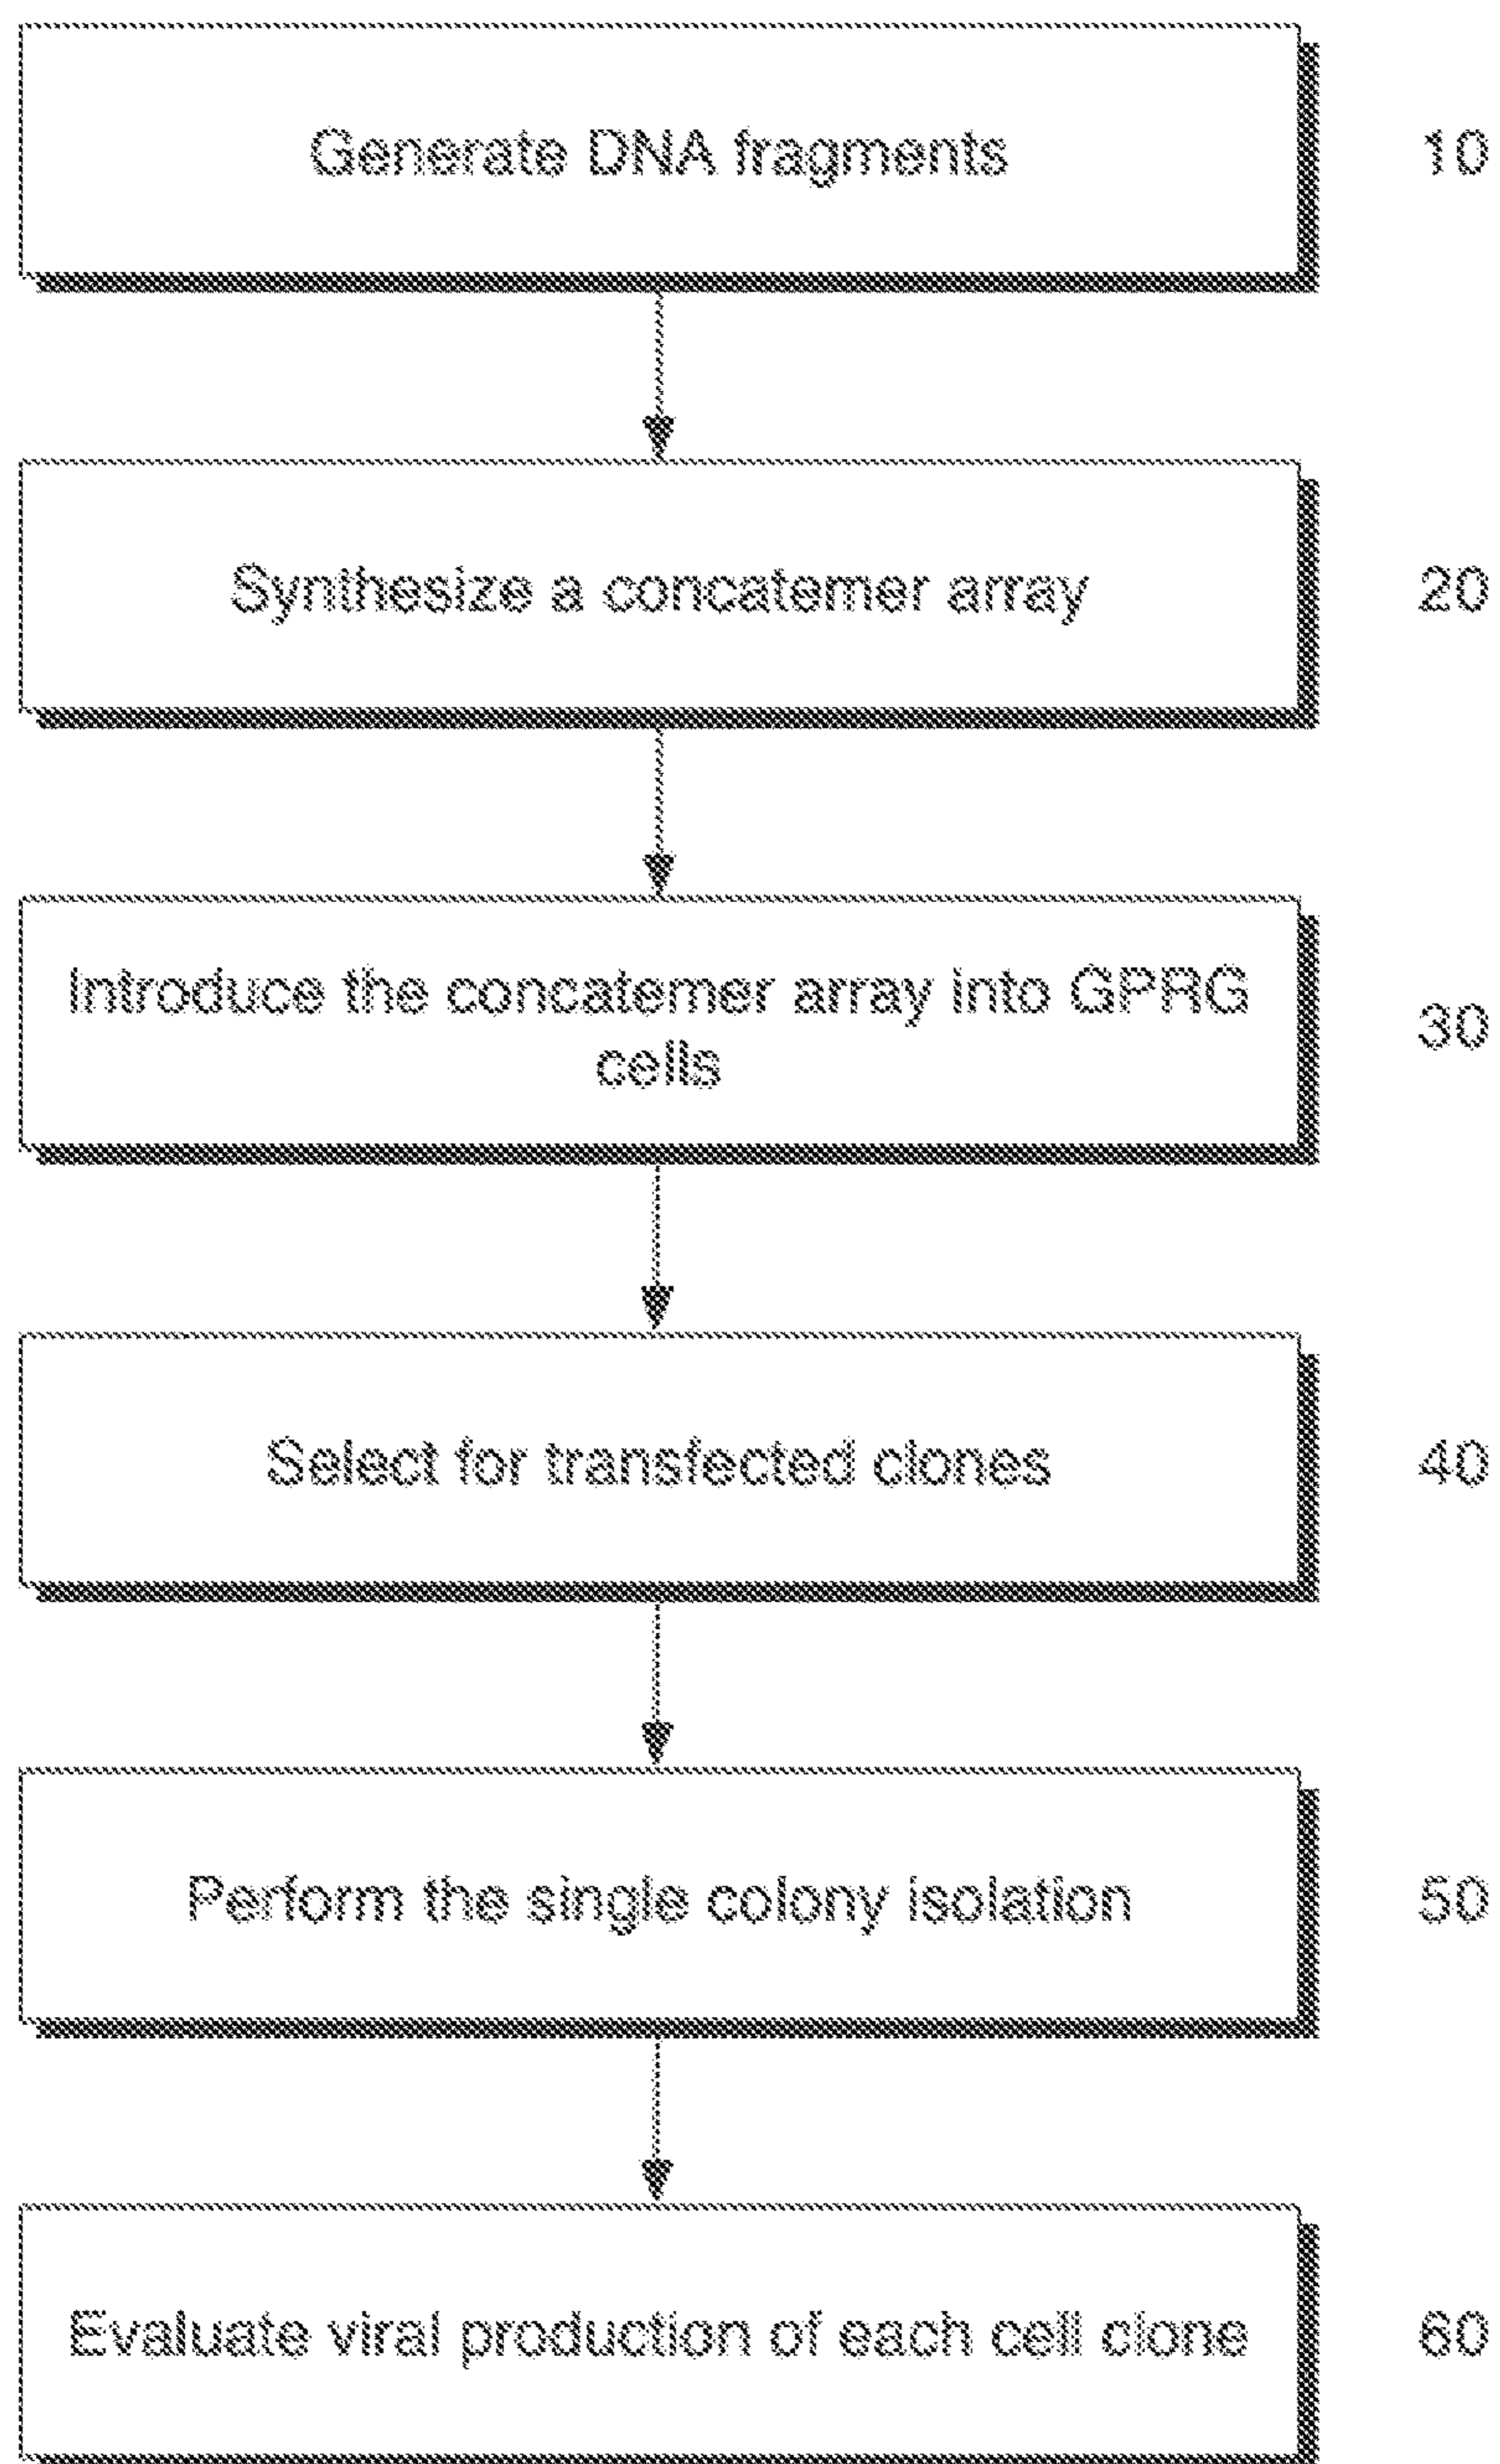 Generate DNA fragments
10
Synthesize a concatemer array
20
Introduce the concatemer array into GPRG
cells
30
Select for transfected clones
40
Perform the single colony isolation
50
Evaluate viral production of each cell clone
60